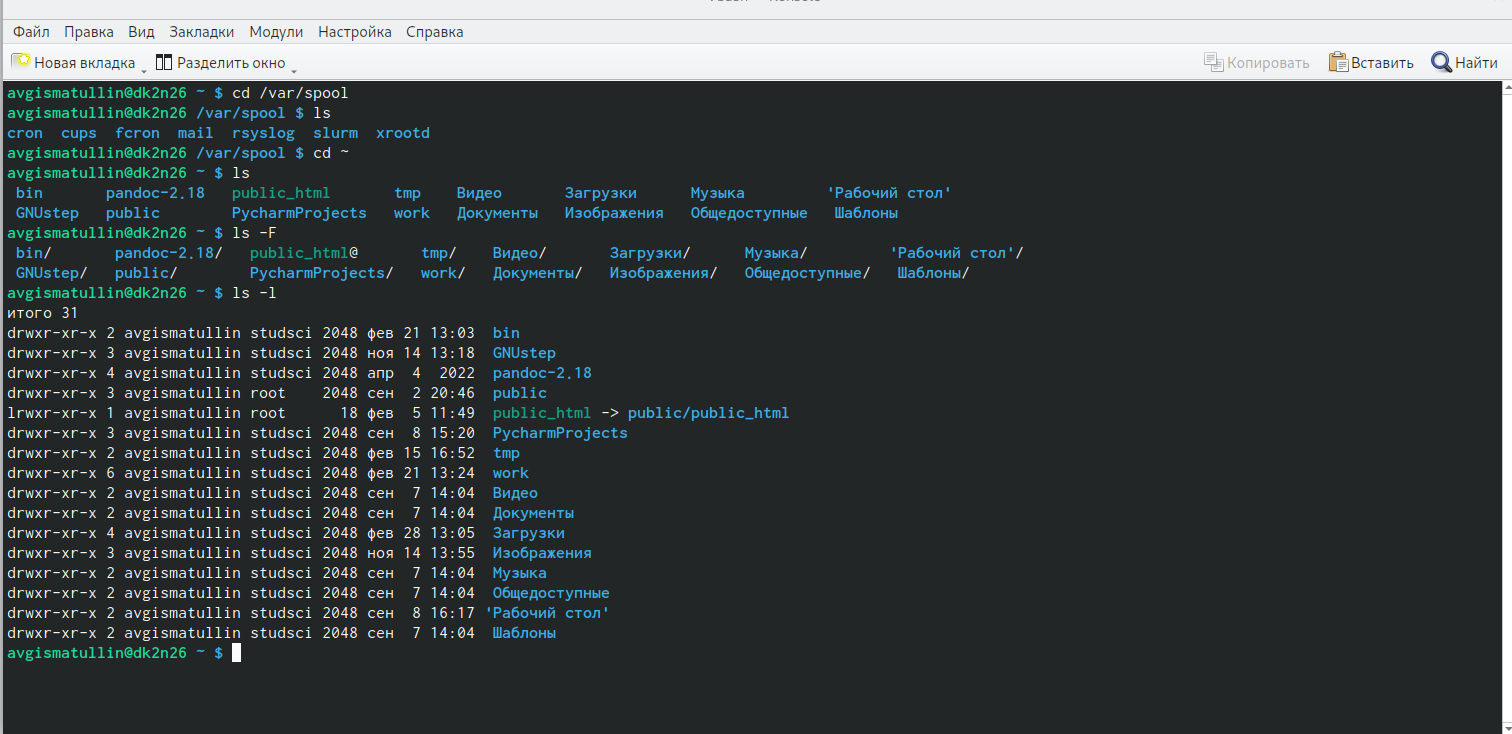 Файл Правка Вид Закладки Модули Настройка Справка
Новая вкладка Разделить окно Копировать Вставить Найти
avgismatullin@dk2n26 ~ $ cd /var/spool
avgismatullin@dk2n26 /var/spool $ ls
cron cups fcron mail rsyslog slurm xrootd
avgismatullin@dk2n26 /var/spool $ cd ~
avgismatullin@dk2n26 ~ $ ls
bin pandoc-2.18 public_html tmp Видео Загрузки Музыка 'Рабочий стол'
GNUstep public PycharmProjects work Документы Изображения Общедоступные Шаблоны
avgismatullin@dk2n26 ~ $ ls -F
bin/ pandoc-2.18/ public_html@ tmp/ Видео/ Загрузки/ Музыка/ 'Рабочий стол'/
GNUstep/ public/ PycharmProjects/ work/ Документы/ Изображения/ Общедоступные/ Шаблоны/
avgismatullin@dk2n26 ~ $ ls -l
итого 31
drwxr-xr-x 2 avgismatullin studsci 2048 фев 21 13:03 bin
drwxr-xr-x 3 avgismatullin studsci 2048 ноя 14 13:18 GNUstep
drwxr-xr-x 4 avgismatullin studsci 2048 апр 4 2022 pandoc-2.18
drwxr-xr-x 3 avgismatullin root 2048 сен 2 20:46 public
lrwxr-xr-x 1 avgismatullin root 18 фев 5 11:49 public_html -> public/public_html
drwxr-xr-x 3 avgismatullin studsci 2048 сен 8 15:20 PycharmProjects
drwxr-xr-x 2 avgismatullin studsci 2048 фев 15 16:52 tmp
drwxr-xr-x 6 avgismatullin studsci 2048 фев 21 13:24 work
drwxr-xr-x 2 avgismatullin studsci 2048 сен 7 14:04 Видео
drwxr-xr-x 2 avgismatullin studsci 2048 сен 7 14:04 Документы
drwxr-xr-x 4 avgismatullin studsci 2048 фев 28 13:05 Загрузки
drwxr-xr-x 3 avgismatullin studsci 2048 ноя 14 13:55 Изображения
drwxr-xr-x 2 avgismatullin studsci 2048 сен 7 14:04 Музыка
drwxr-xr-x 2 avgismatullin studsci 2048 сен 7 14:04 Общедоступные
drwxr-xr-x 2 avgismatullin studsci 2048 сен 8 16:17 'Рабочий стол'
drwxr-xr-x 2 avgismatullin studsci 2048 сен 7 14:04 Шаблоны
avgismatullin@dk2n26 ~ $